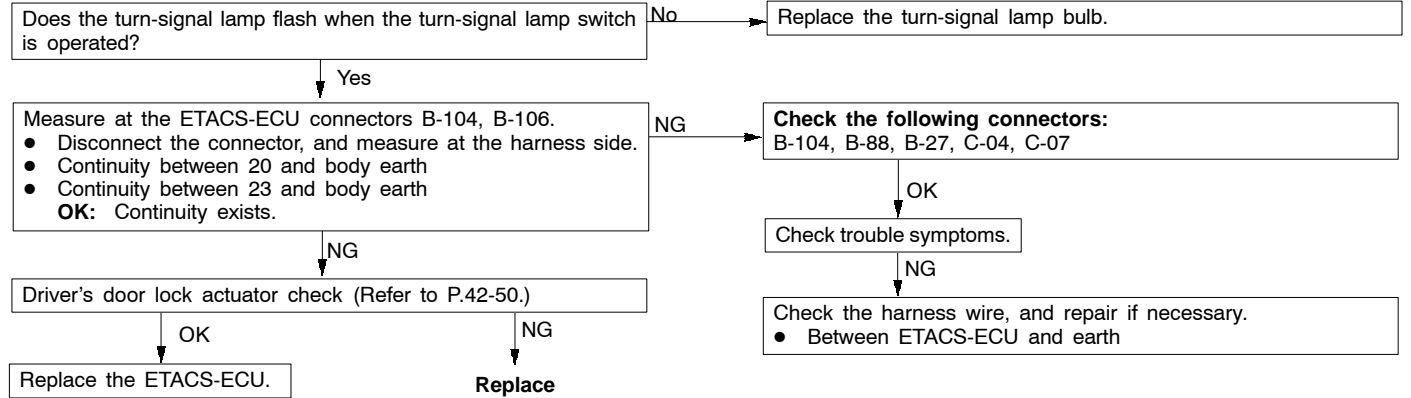 Does the turn-signal lamp flash when the turn-signal lamp switch
is operated?
No
Replace the turn-signal lamp bulb.
Yes
Measure at the ETACS-ECU connectors B-104, B-106.
● Disconnect the connector, and measure at the harness side.
● Continuity between 20 and body earth
● Continuity between 23 and body earth
OK: Continuity exists.
NG
Check the following connectors:
B-104, B-88, B-27, C-04, C-07
OK
Check trouble symptoms.
NG
Check the harness wire, and repair if necessary.
● Between ETACS-ECU and earth
NG
Driver's door lock actuator check (Refer to P.42-50.)
OK
NG
Replace the ETACS-ECU.
Replace